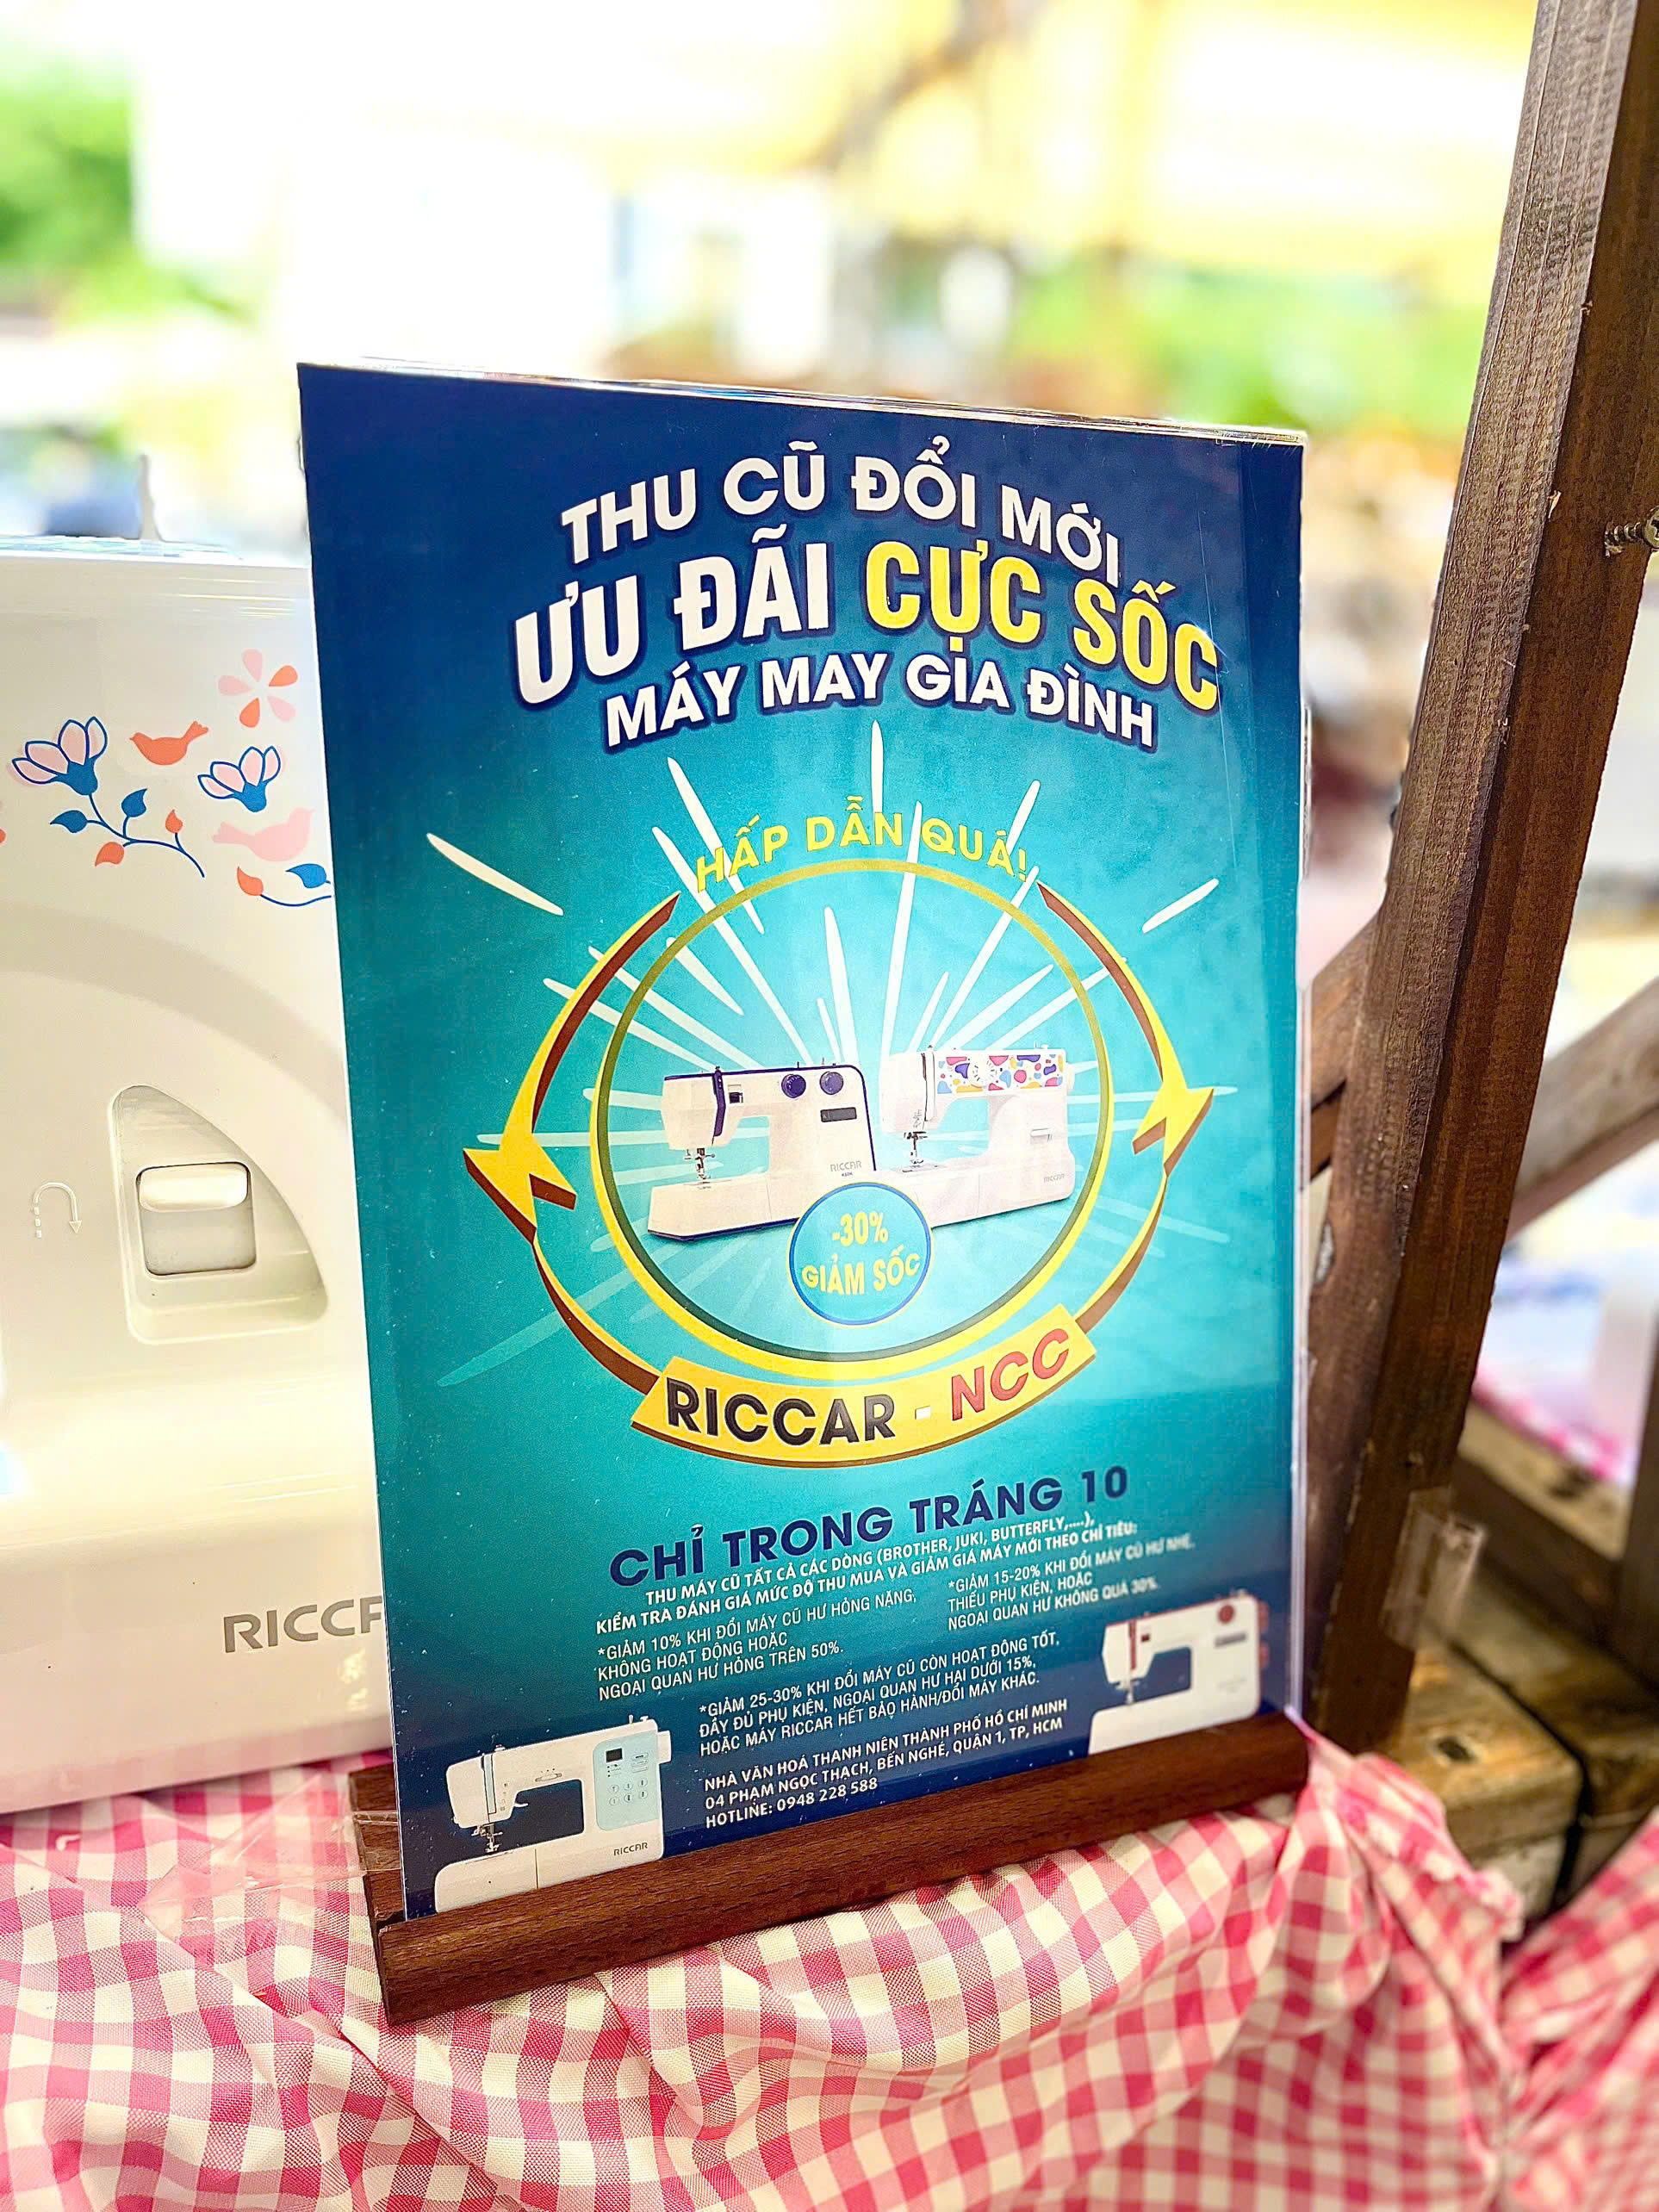 THU CŨ ĐỔI MỚI
ƯU ĐÃI CỰC SỐC
MÁY MAY GIA ĐÌNH
HẤP DẪN QUÁ!
RICCAR
RICCAR
-30%
GIẢM SỐC
RICCAR - NCC
CHỈ TRONG TRÁNG 10
THU MÁY CŨ TẤT CẢ CÁC DÒNG (BROTHER, JUKI, BUTTERFLY,....),
KIỂM TRA ĐÁNH GIÁ MỨC ĐỘ THU MUA VÀ GIẢM GIÁ MÁY MỚI THEO CHỈ TIÊU:
*GIẢM 10% KHI ĐỔI MÁY CŨ HƯ HỎNG NẶNG,
KHÔNG HOẠT ĐỘNG HOẶC
NGOẠI QUAN HƯ HỎNG TRÊN 50%.
*GIẢM 15-20% KHI ĐỔI MÁY CŨ HƯ NHẸ,
THIẾU PHỤ KIỆN, HOẶC
NGOẠI QUAN HƯ KHÔNG QUÁ 30%.
*GIẢM 25-30% KHI ĐỔI MÁY CŨ CÒN HOẠT ĐỘNG TỐT,
ĐẦY ĐỦ PHỤ KIỆN, NGOẠI QUAN HƯ HẠI DƯỚI 15%,
HOẶC MÁY RICCAR HẾT BẢO HÀNH/ĐỔI MÁY KHÁC.
NHÀ VĂN HOÁ THANH NIÊN THÀNH PHỐ HỒ CHÍ MINH
04 PHẠM NGỌC THẠCH, BẾN NGHÉ, QUẬN 1, TP, HCM
HOTLINE: 0948 228 588
RICCAR
RICCF